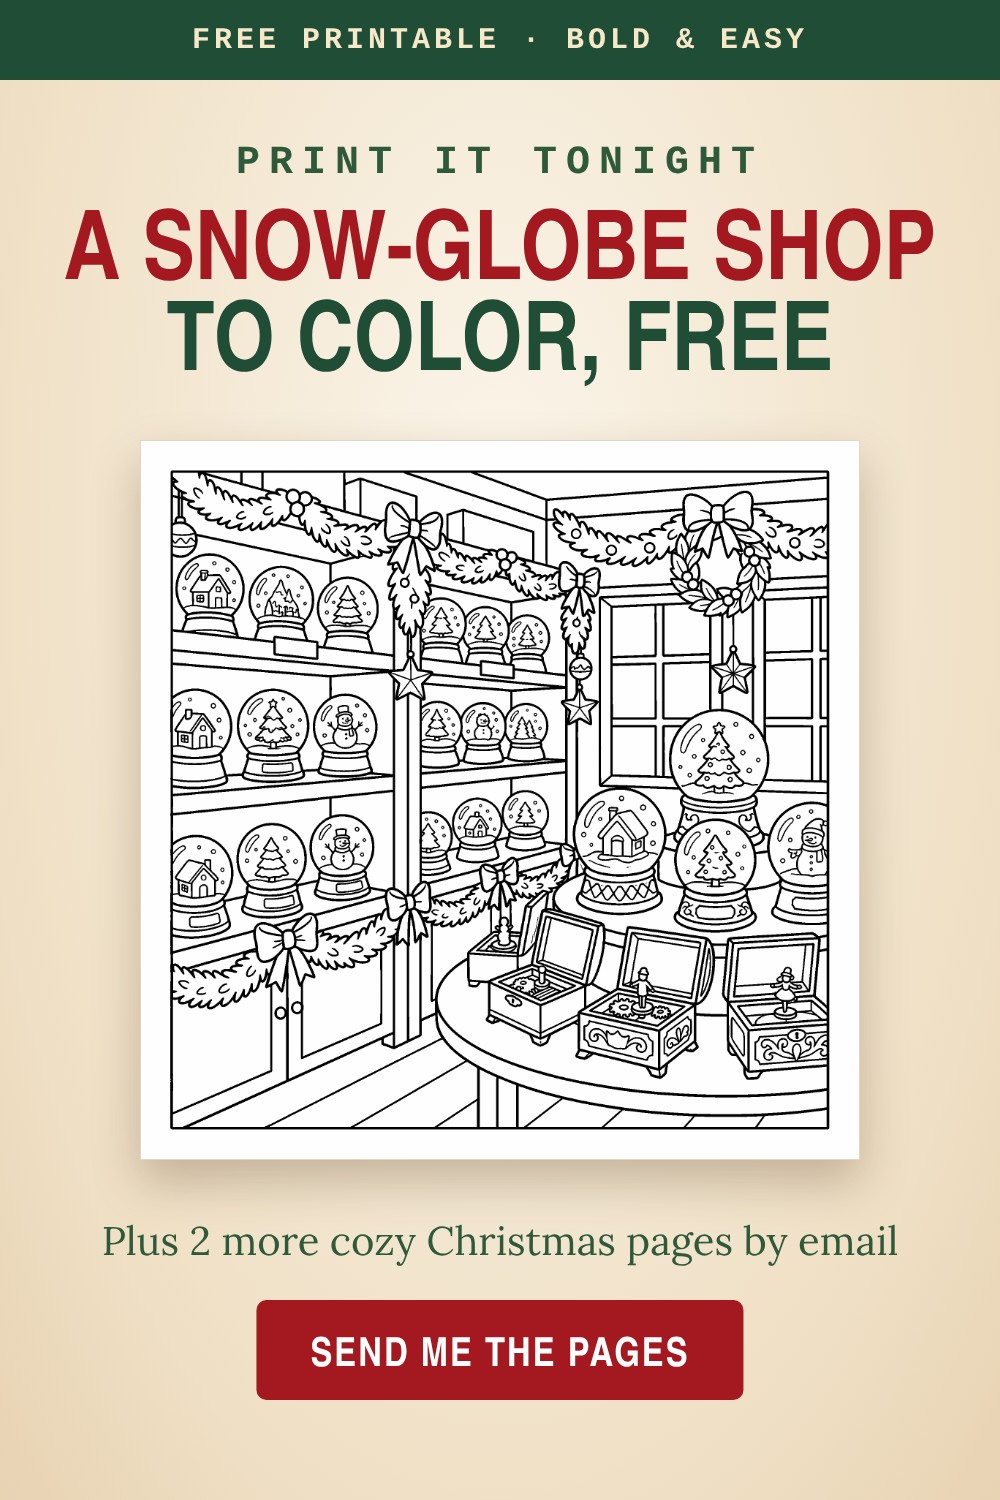 FREE PRINTABLE · BOLD & EASY
PRINT IT TONIGHT
A SNOW-GLOBE SHOP
TO COLOR, FREE
Plus 2 more cozy Christmas pages by email
SEND ME THE PAGES